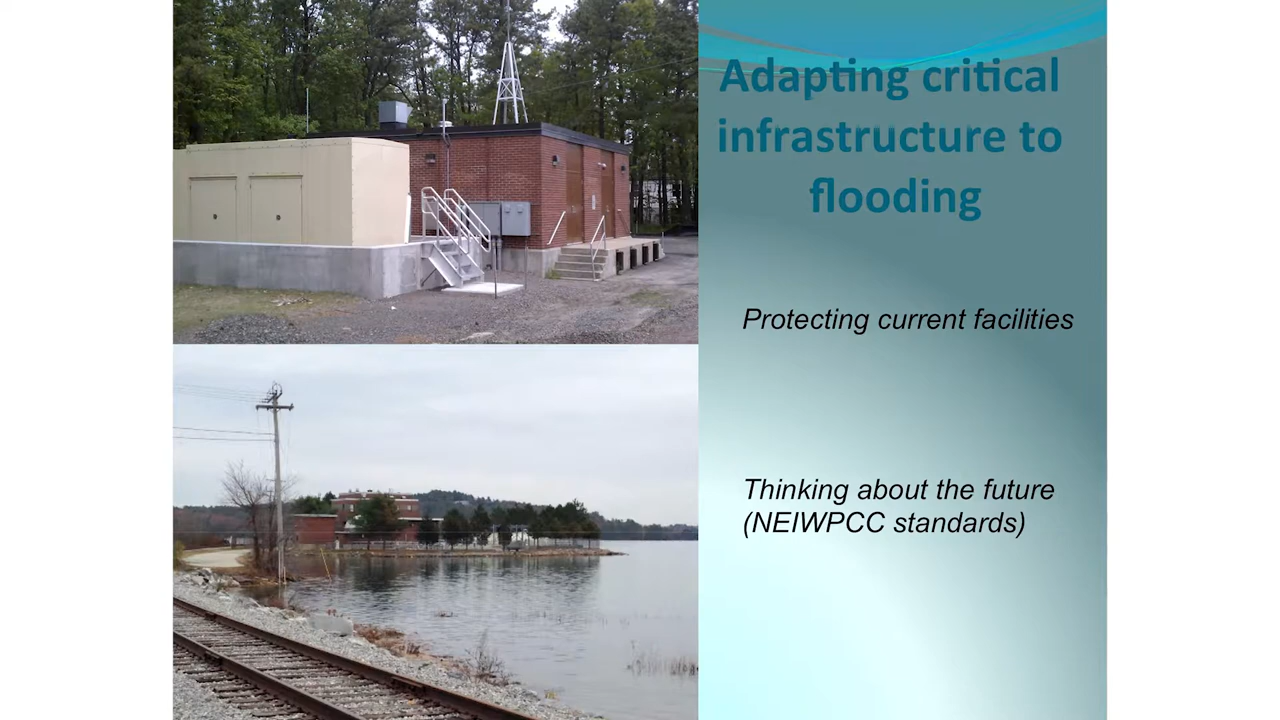 Adapting critical
infrastructure to
flooding
Protecting current facilities
Thinking about the future
(NEIWPCC standards)